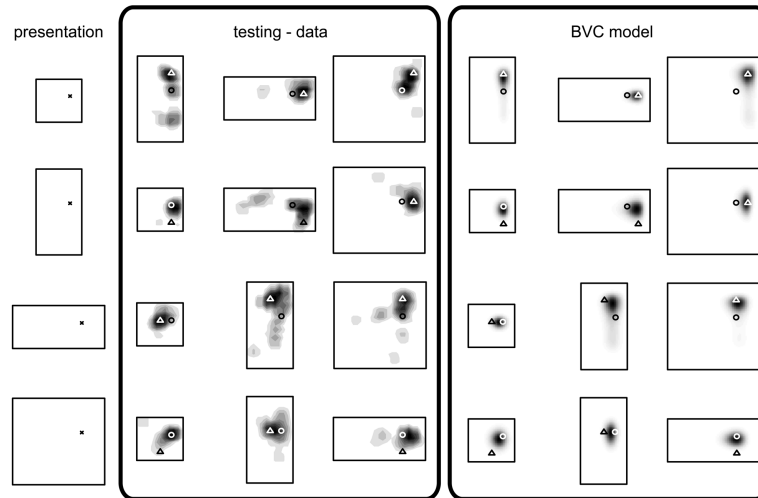 presentation
testing - data
BVC model